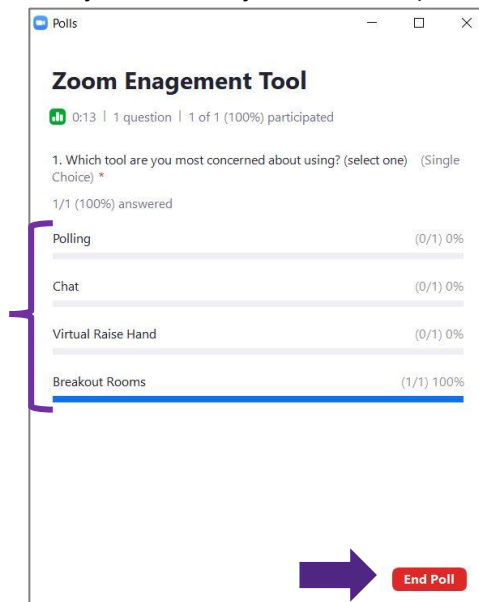 Polls
Zoom Enagement Tool
0:13 | 1 question | 1 of 1 (100%) participated
1. Which tool are you most concerned about using? (select one) (Single
Choice) *
1/1 (100%) answered
Polling (0/1) 0%
Chat (0/1) 0%
Virtual Raise Hand (0/1) 0%
Breakout Rooms (1/1) 100%
End Poll